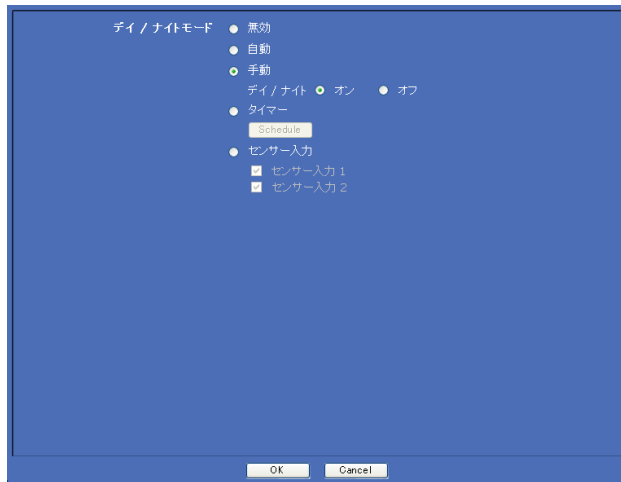 デイ / ナイトモード 無効
自動
手動
デイ / ナイト オン オフ
タイマー
Schedule
センサー入力
センサー入力 1
センサー入力 2
OK Cancel